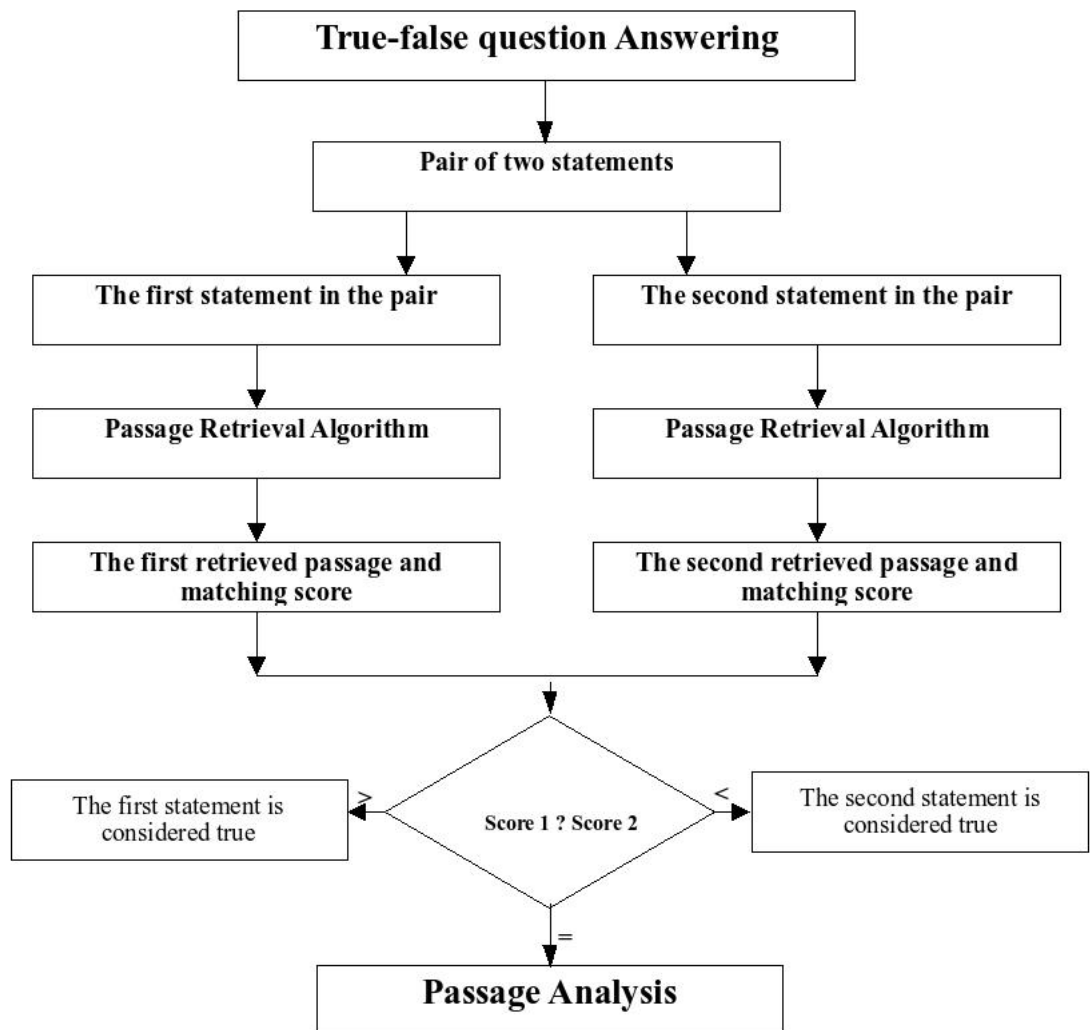 True-false question Answering
Pair of two statements
The first statement in the pair
The second statement in the pair
Passage Retrieval Algorithm
Passage Retrieval Algorithm
The first retrieved passage and
matching score
The second retrieved passage and
matching score
>
<
The first statement is
considered true
Score 1 ? Score 2
The second statement is
considered true
=
Passage Analysis